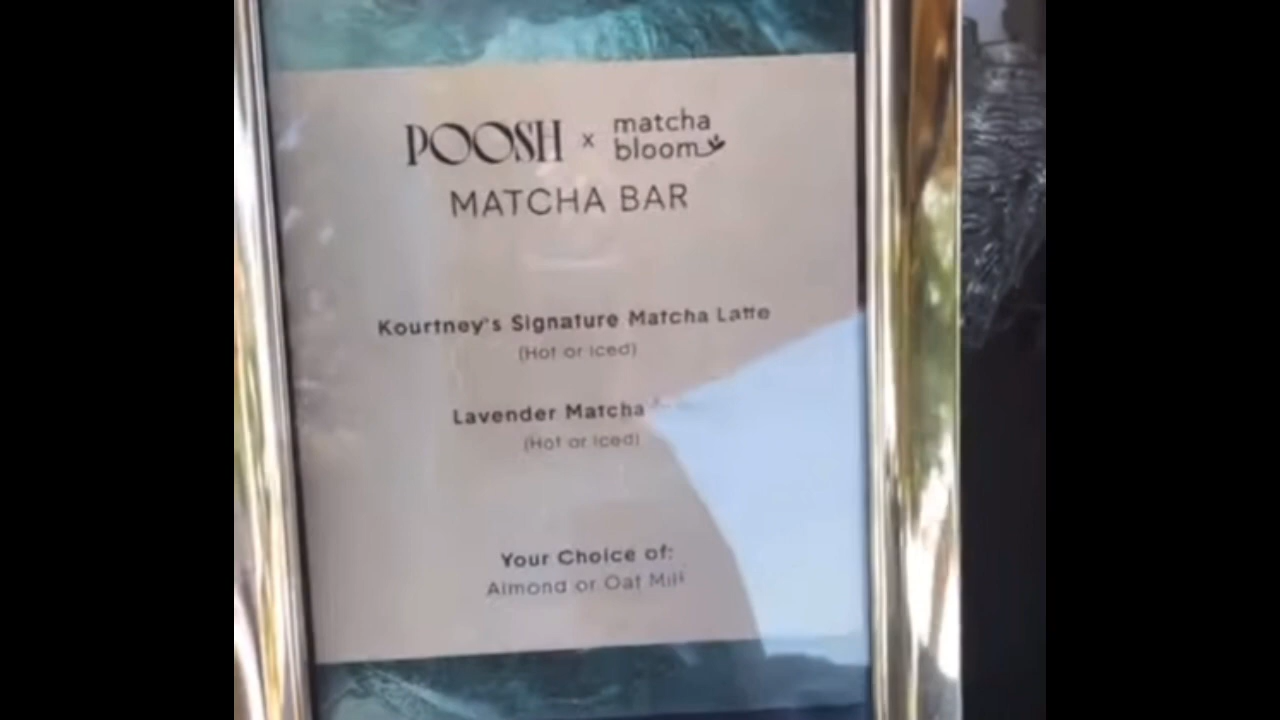 POOSH x matcha bloom
MATCHA BAR
Kourtney's Signature Matcha Latte
(Hot or Iced)
Lavender Matcha
(Hot or Iced)
Your Choice of:
Almond or Oat Milk